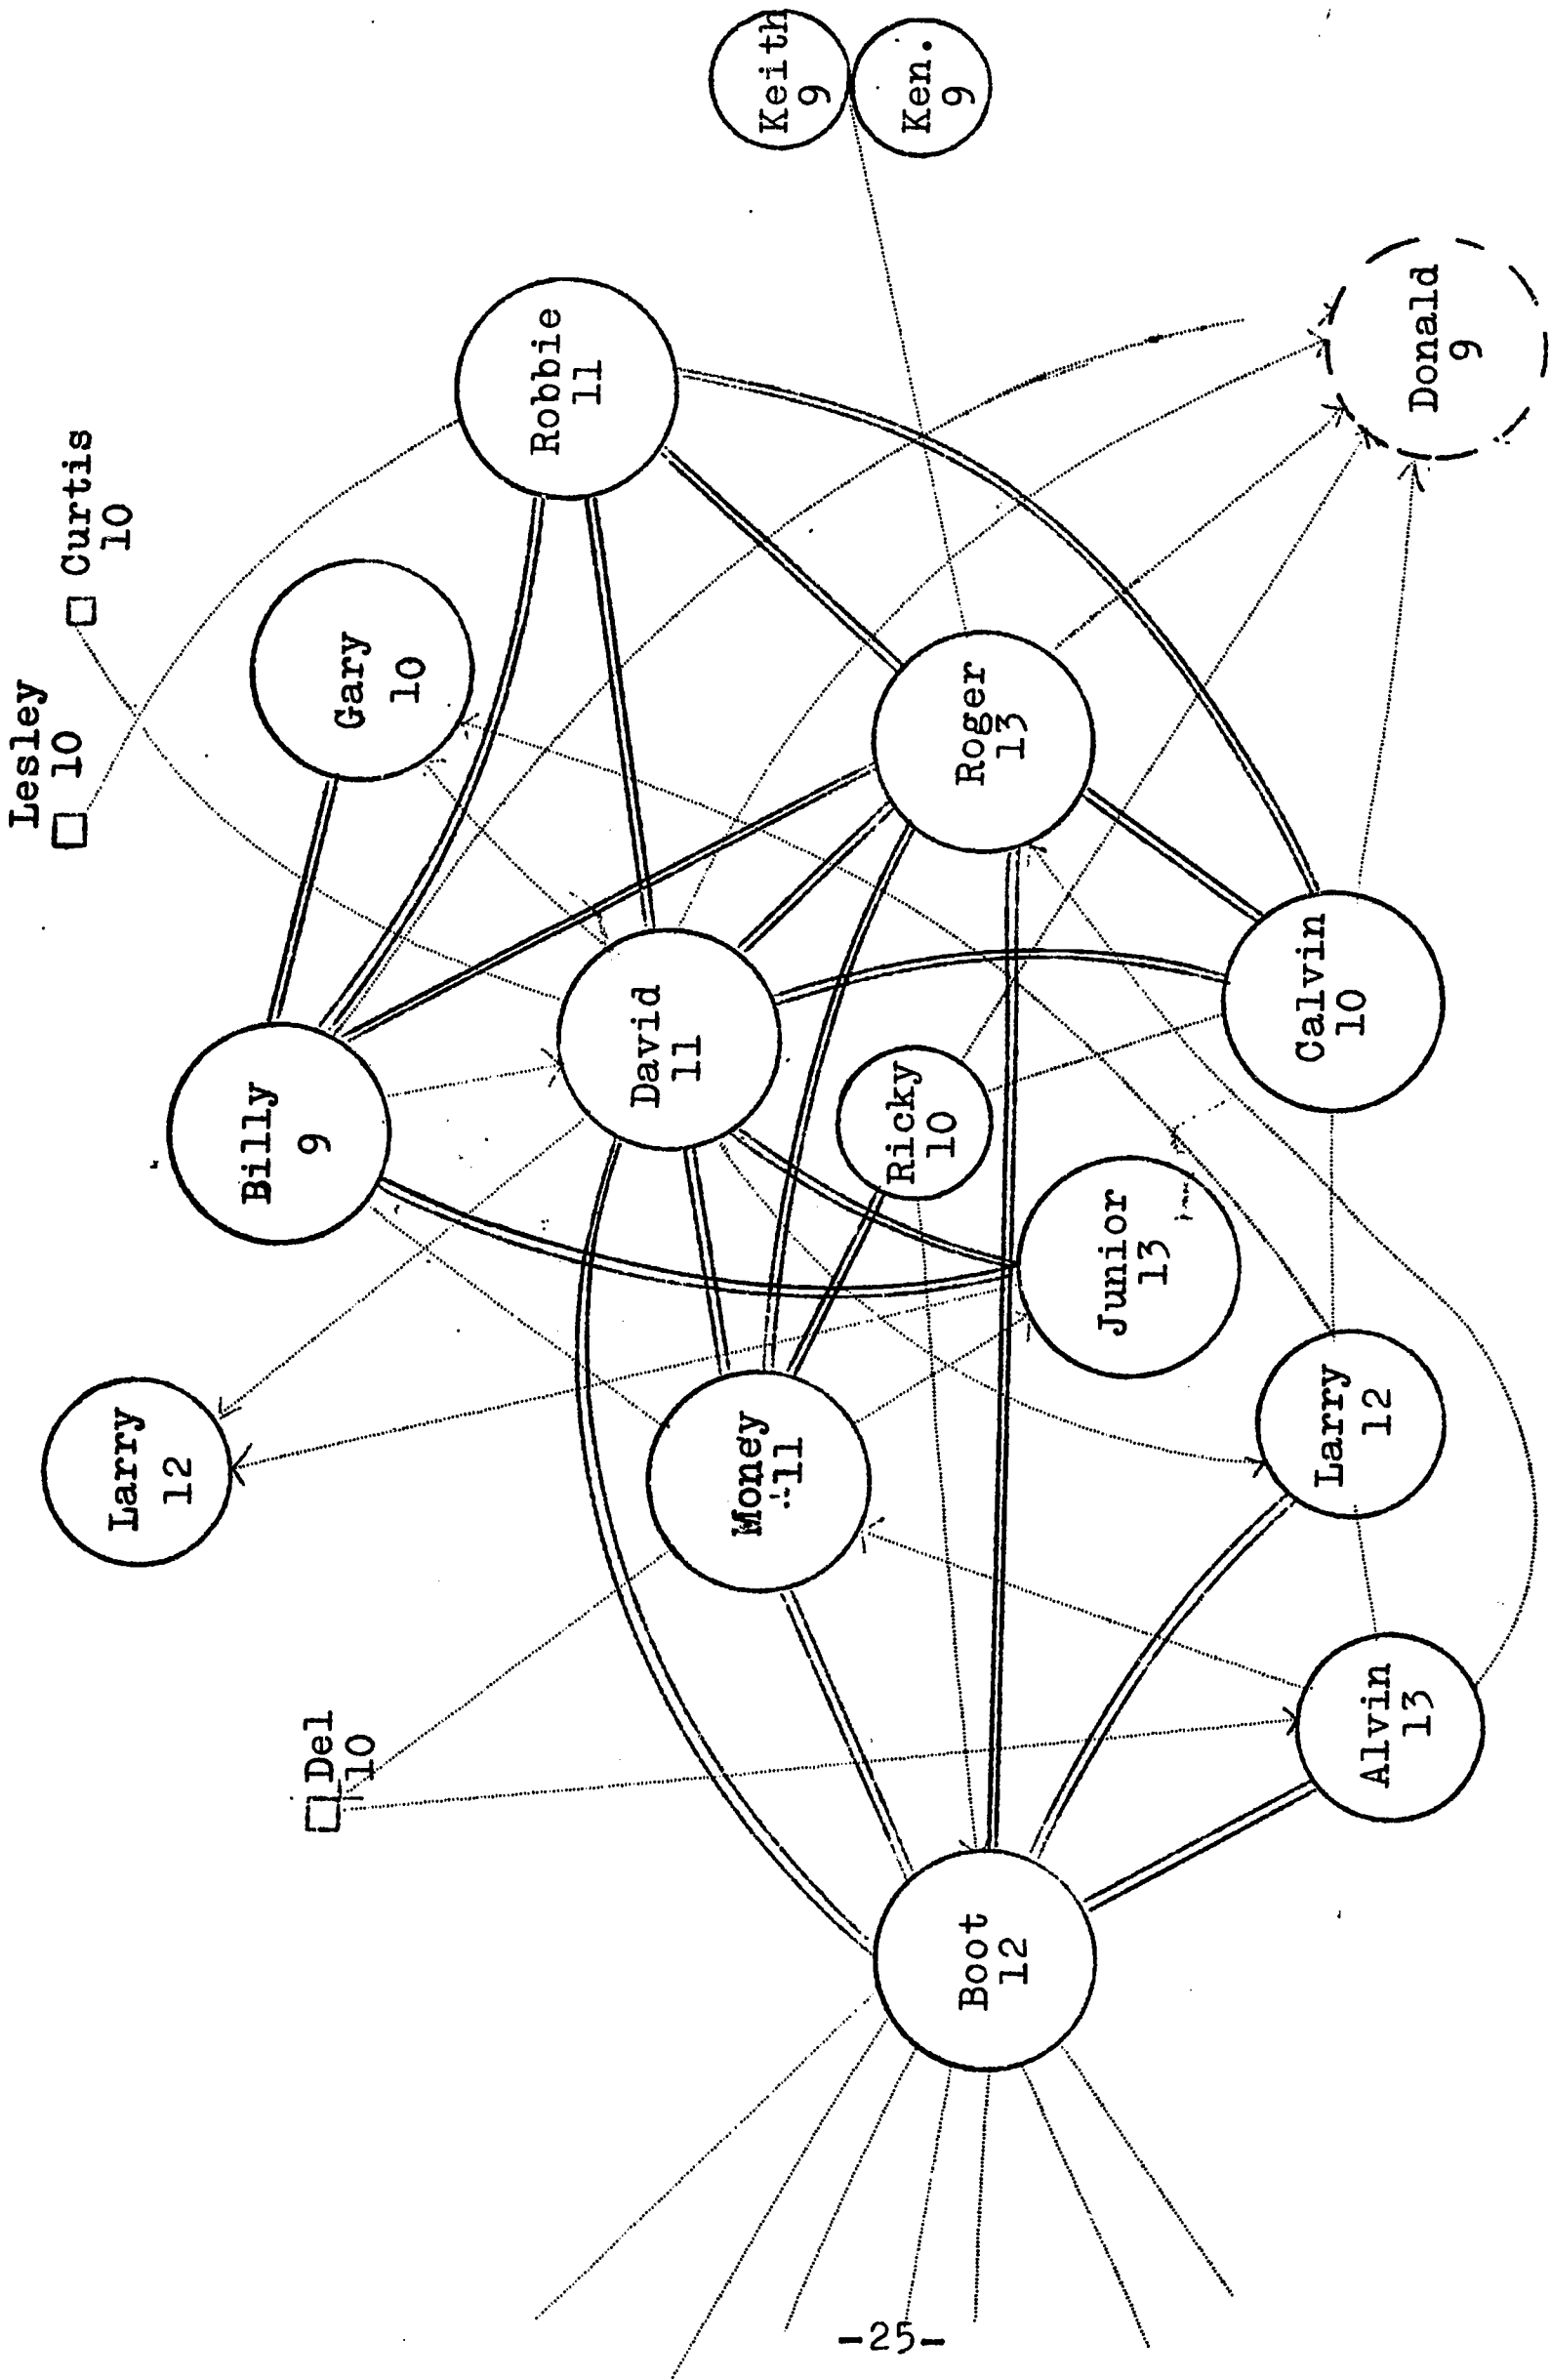 Lesley
10
Curtis
10
Larry
12
Billy
9
Gary
10
Del
10
Robbie
11
David
11
Money
11
Keith
9
Ken.
9
Ricky
10
Roger
13
Boot
12
Junior
13
Calvin
10
Larry
12
Alvin
13
Donald
9
-25-